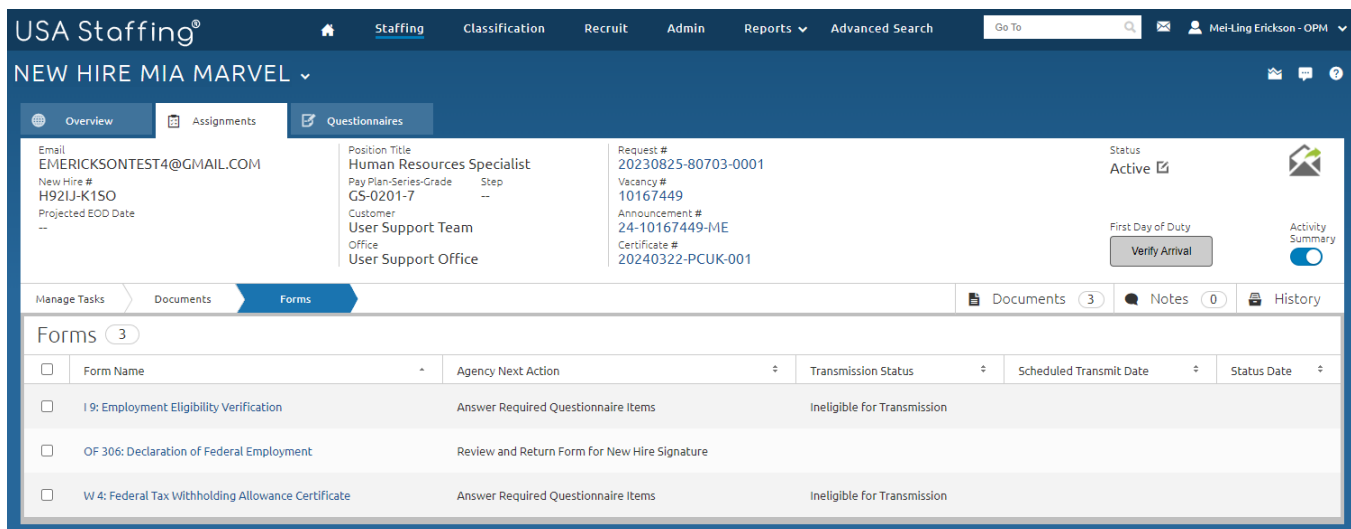 USA Staffing®
Staffing Classification Recruit Admin Reports Advanced Search Go To Mei-Ling Erickson - OPM
NEW HIRE MIA MARVEL
Overview Assignments Questionnaires
Email
EMERICKSONTEST4@GMAIL.COM
New Hire #
H92IJ-K1SO
Projected EOD Date
--
Position Title
Human Resources Specialist
Pay Plan-Series-Grade Step
GS-0201-7 --
Customer
User Support Team
Office
User Support Office
Request #
20230825-80703-0001
Vacancy #
10167449
Announcement #
24-10167449-ME
Certificate #
20240322-PCUK-001
Status
Active
First Day of Duty
Verify Arrival
Activity
Summary
Manage Tasks Documents Forms Documents 3 Notes 0 History
Forms 3
Form Name Agency Next Action Transmission Status Scheduled Transmit Date Status Date
I 9: Employment Eligibility Verification Answer Required Questionnaire Items Ineligible for Transmission
OF 306: Declaration of Federal Employment Review and Return Form for New Hire Signature
W 4: Federal Tax Withholding Allowance Certificate Answer Required Questionnaire Items Ineligible for Transmission